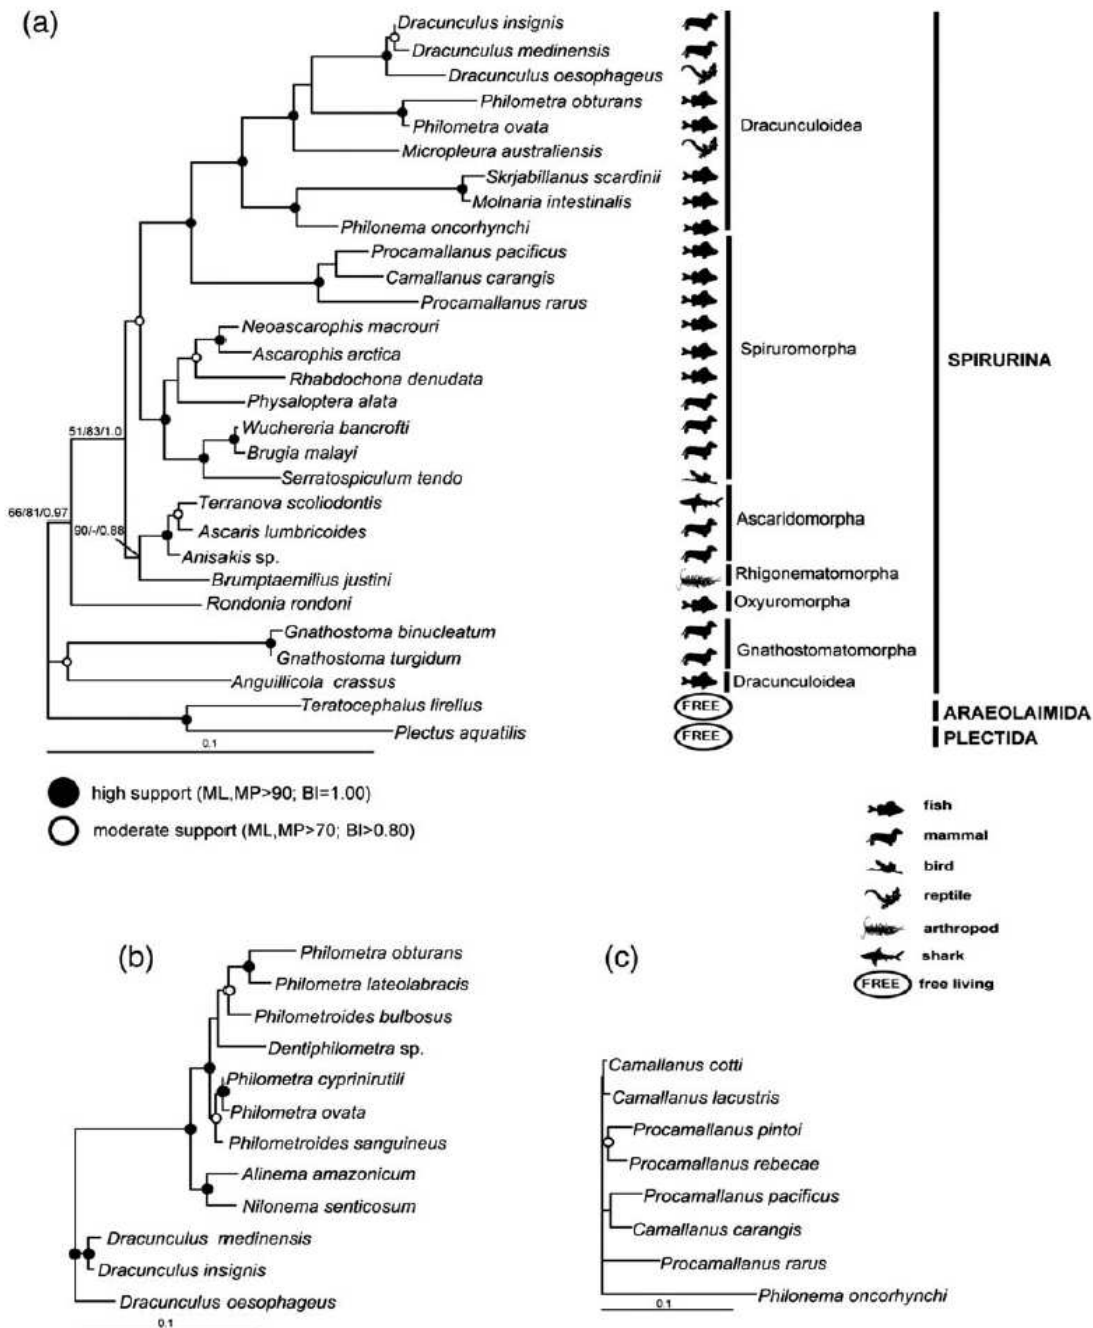 (a)
Dracunculus insignis
Dracunculus medinensis
Dracunculus oesophageus
Philometra obturans
Philometra ovata
Dracunculoidea
Micropleura australiensis
Skrjabillanus scardinii
Molnaria intestinalis
Philonema oncorhynchi
Procamallanus pacificus
Camallanus carangis
Procamallanus rarus
Neoascarophis macrouri
Ascarophis arctica
Spiruromorpha
SPIRURINA
Rhabdochona denudata
Physaloptera alata
Wuchereria bancrofti
51/83/1.0
Brugia malayi
Serratospiculum tendo
Terranova scoliodontis
66/81/0.97
Ascaridomorpha
90/-/0.88
Ascaris lumbricoides
Anisakis sp.
Brumptaemilius justini
Rhigonematomorpha
Rondonia rondoni
Oxyuromorpha
Gnathostoma binucleatum
Gnathostomatomorpha
Gnathostoma turgidum
Anguillicola crassus
Dracunculoidea
Teratocephalus lirellus
FREE
ARAEOLAIMIDA
Plectus aquatilis
FREE
PLECTIDA
0.1
high support (ML,MP>90; BI=1.00)
moderate support (ML,MP>70; BI>0.80)
fish
mammal
bird
reptile
arthropod
shark
FREE free living
(b)
Philometra obturans
Philometra lateolabracis
Philometroides bulbosus
Dentiphilometra sp.
Philometra cyprinirutili
Philometra ovata
Philometroides sanguineus
Alinema amazonicum
Nilonema senticosum
Dracunculus medinensis
Dracunculus insignis
Dracunculus oesophageus
0.1
(c)
Camallanus cotti
Camallanus lacustris
Procamallanus pintoi
Procamallanus rebecae
Procamallanus pacificus
Camallanus carangis
Procamallanus rarus
Philonema oncorhynchi
0.1